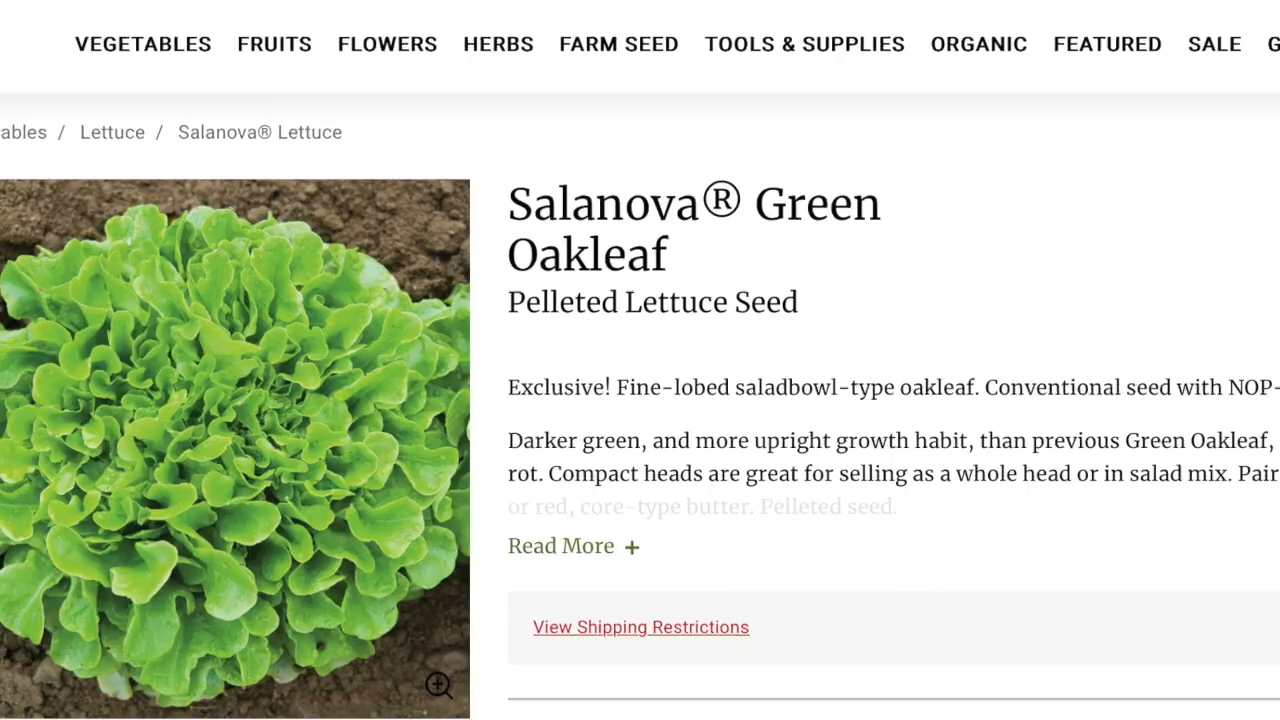 VEGETABLES FRUITS FLOWERS HERBS FARM SEED TOOLS & SUPPLIES ORGANIC FEATURED SALE G
ables / Lettuce / Salanova® Lettuce
Salanova® Green
Oakleaf
Pelleted Lettuce Seed
Exclusive! Fine-lobed saladbowl-type oakleaf. Conventional seed with NOP-
Darker green, and more upright growth habit, than previous Green Oakleaf,
rot. Compact heads are great for selling as a whole head or in salad mix. Pair
or red, core-type butter. Pelleted seed.
Read More +
View Shipping Restrictions